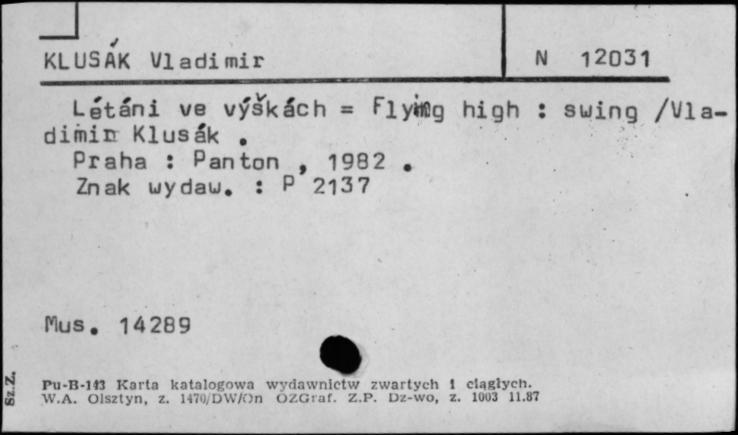 KLUSÁK Vladimir
N 12031
Létáni ve výškách = Flying high : swing /Vla-
dimir Klusák .
Praha : Panton , 1982 .
Znak wydaw. : P 2137
Mus. 14289
Sz.Z.
Pu-B-143 Karta katalogowa wydawnictw zwartych i ciągłych.
W.A. Olsztyn, z. 1470/DW/On OZGraf. Z.P. Dz-wo, z. 1003 11.87